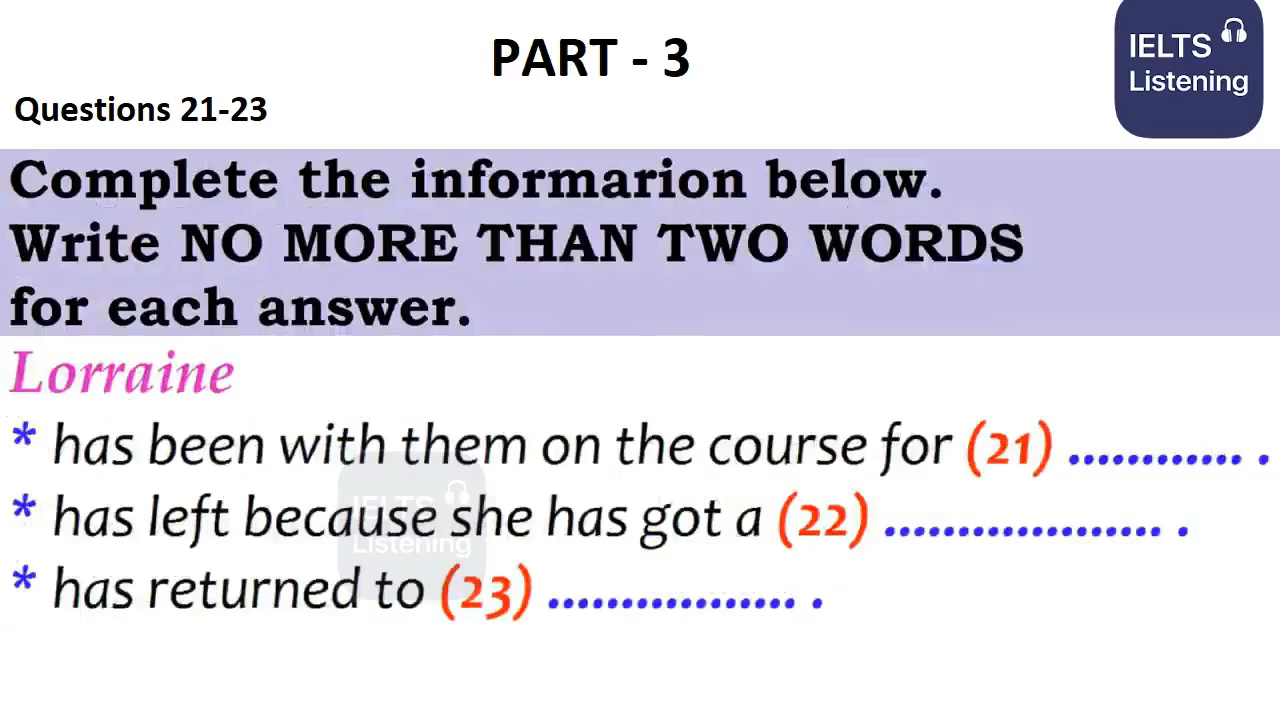 PART - 3
IELTS
Listening
Questions 21-23
Complete the informarion below.
Write NO MORE THAN TWO WORDS
for each answer.
Lorraine
* has been with them on the course for (21) ............ .
* has left because she has got a (22) ................... .
* has returned to (23) ................. .
IELTS
Listening